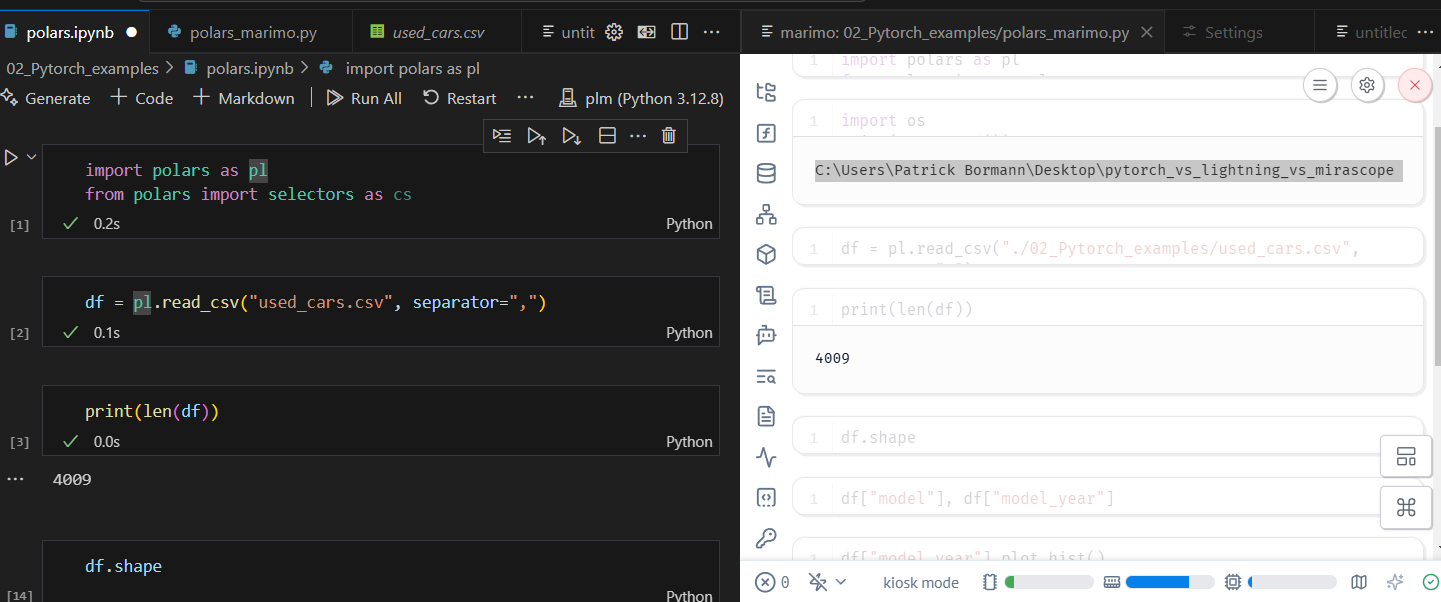 polars.ipynb
polars_marimo.py
used_cars.csv
untit
02_Pytorch_examples > polars.ipynb > import polars as pl
Generate + Code + Markdown | Run All Restart ... plm (Python 3.12.8)
import polars as pl
from polars import selectors as cs
[1] 0.2s Python
df = pl.read_csv("used_cars.csv", separator=",")
[2] 0.1s Python
print(len(df))
[3] 0.0s Python
4009
df.shape
[14] Python
marimo: 02_Pytorch_examples/polars_marimo.py
Settings
untitlec
1 import polars as pl
1 import os
C:\Users\Patrick Bormann\Desktop\pytorch_vs_lightning_vs_mirascope
1 df = pl.read_csv("./02_Pytorch_examples/used_cars.csv",
1 print(len(df))
4009
1 df.shape
1 df["model"], df["model_year"]
1 df["model_year"].plot.hist()
0 kiosk mode